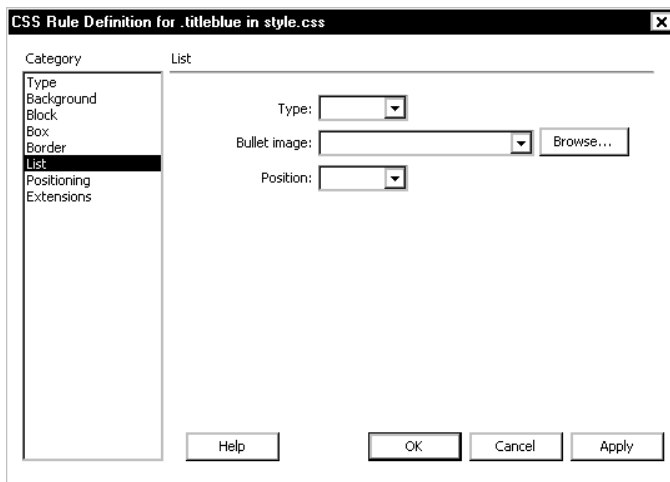 CSS Rule Definition for .titleblue in style.css
Category
List
Type
Background
Block
Box
Border
List
Positioning
Extensions
Type:
Bullet image:
Browse...
Position:
Help
OK
Cancel
Apply